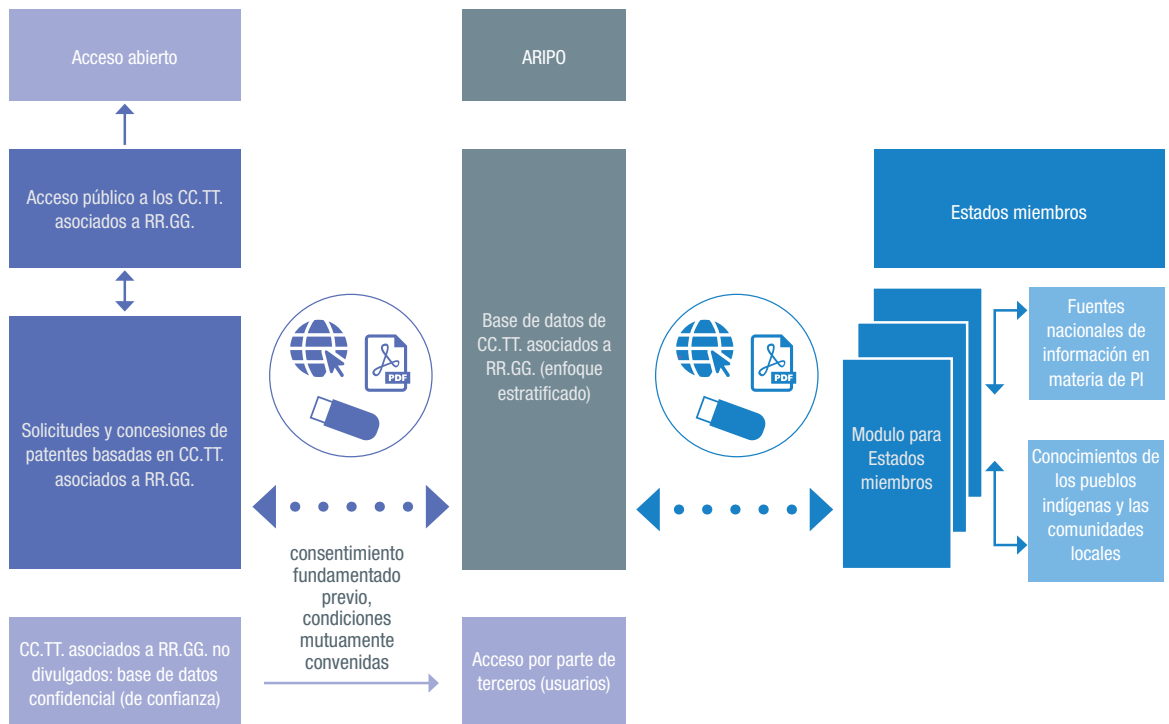 Acceso abierto
ARIPO
Acceso público a los CC.TT.
asociados a RR.GG.
Estados miembros
Solicitudes y concesiones de
patentes basadas en CC.TT.
asociados a RR.GG.
PDF
Base de datos de
CC.TT. asociados a
RR.GG. (enfoque
estratificado)
PDF
Modulo para
Estados
miembros
Fuentes
nacionales de
información en
materia de PI
Conocimientos de
los pueblos
indígenas y las
comunidades
locales
consentimiento
fundamentado
previo,
condiciones
mutuamente
convenidas
CC.TT. asociados a RR.GG. no
divulgados: base de datos
confidencial (de confianza)
Acceso por parte de
terceros (usuarios)